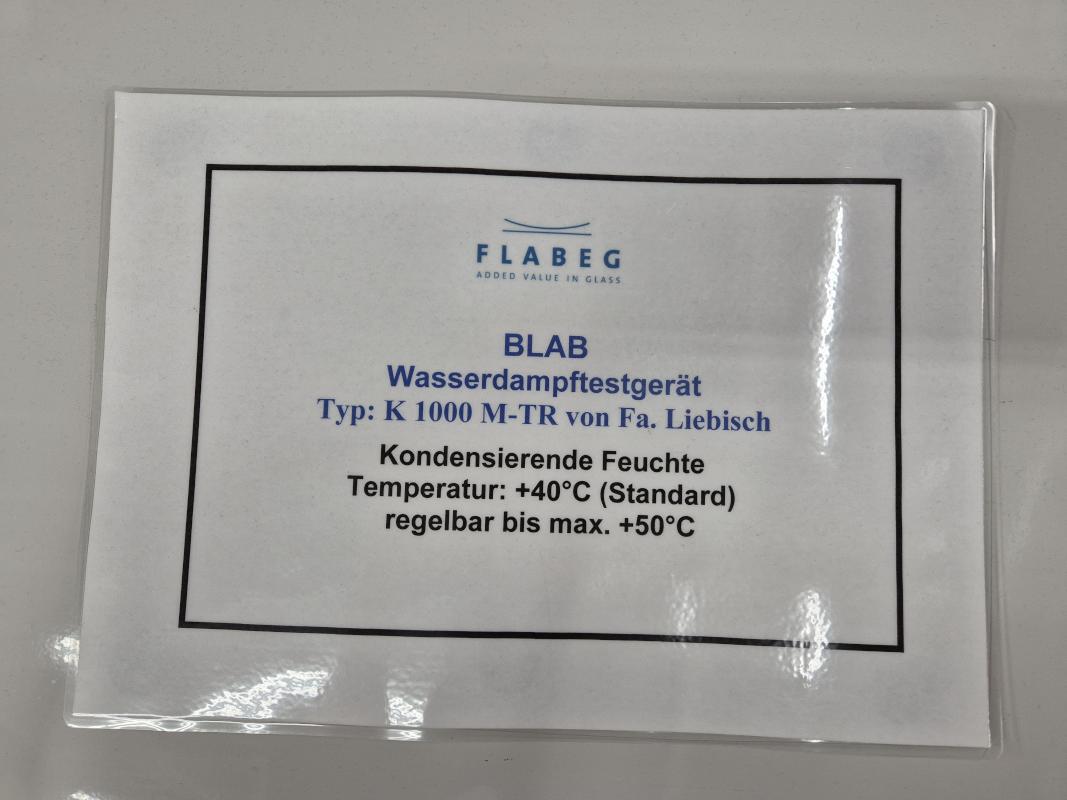 FLABEG
ADDED VALUE IN GLASS
BLAB
Wasserdampftestgerät
Typ: K 1000 M-TR von Fa. Liebisch
Kondensierende Feuchte
Temperatur: +40°C (Standard)
regelbar bis max. +50°C